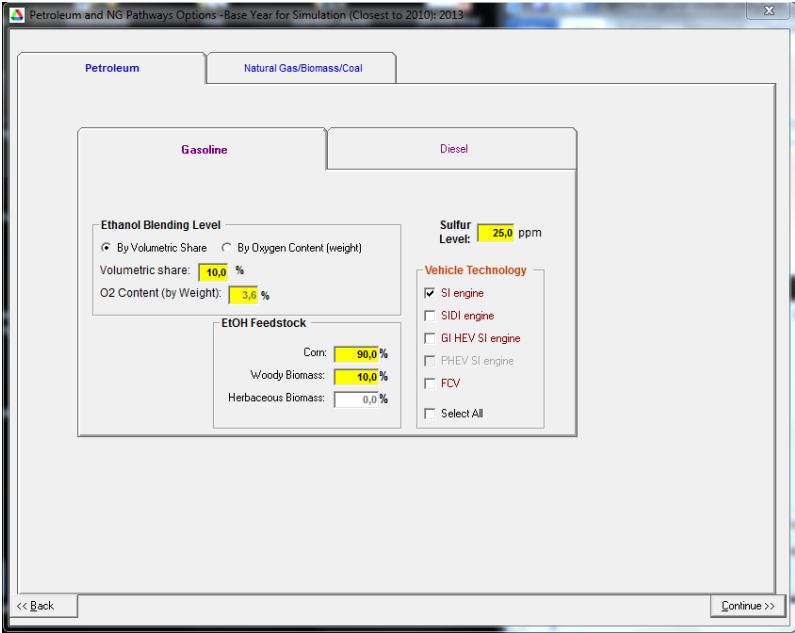 Petroleum and NG Pathways Options -Base Year for Simulation (Closest to 2010): 2013
Petroleum
Natural Gas/Biomass/Coal
Gasoline
Diesel
Ethanol Blending Level
By Volumetric Share By Oxygen Content (weight)
Volumetric share: 10,0 %
O2 Content (by Weight): 3,6 %
Sulfur Level: 25,0 ppm
EtOH Feedstock
Corn: 90,0 %
Woody Biomass: 10,0 %
Herbaceous Biomass: 0,0 %
Vehicle Technology
SI engine
SIDI engine
GI HEV SI engine
PHEV SI engine
FCV
Select All
<< Back
Continue >>